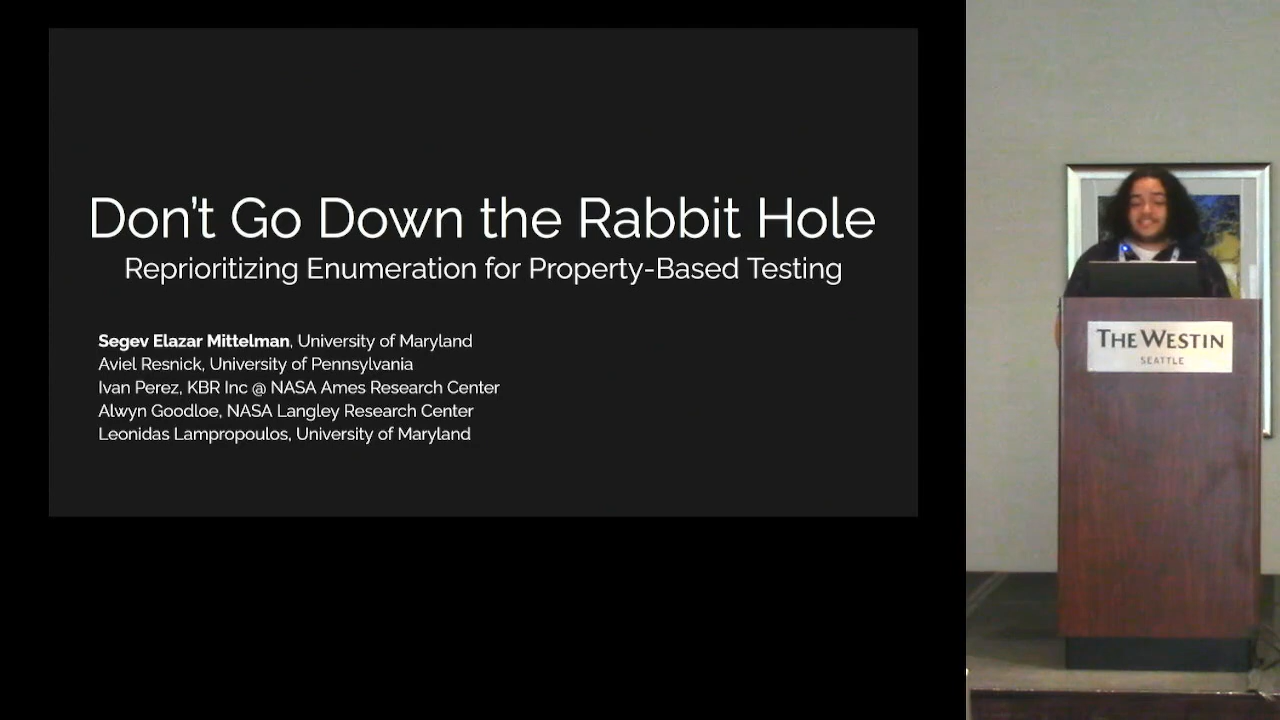 Don't Go Down the Rabbit Hole
Reprioritizing Enumeration for Property-Based Testing
Segev Elazar Mittelman, University of Maryland
Aviel Resnick, University of Pennsylvania
Ivan Perez, KBR Inc @ NASA Ames Research Center
Alwyn Goodloe, NASA Langley Research Center
Leonidas Lampropoulos, University of Maryland
THE WESTIN
SEATTLE